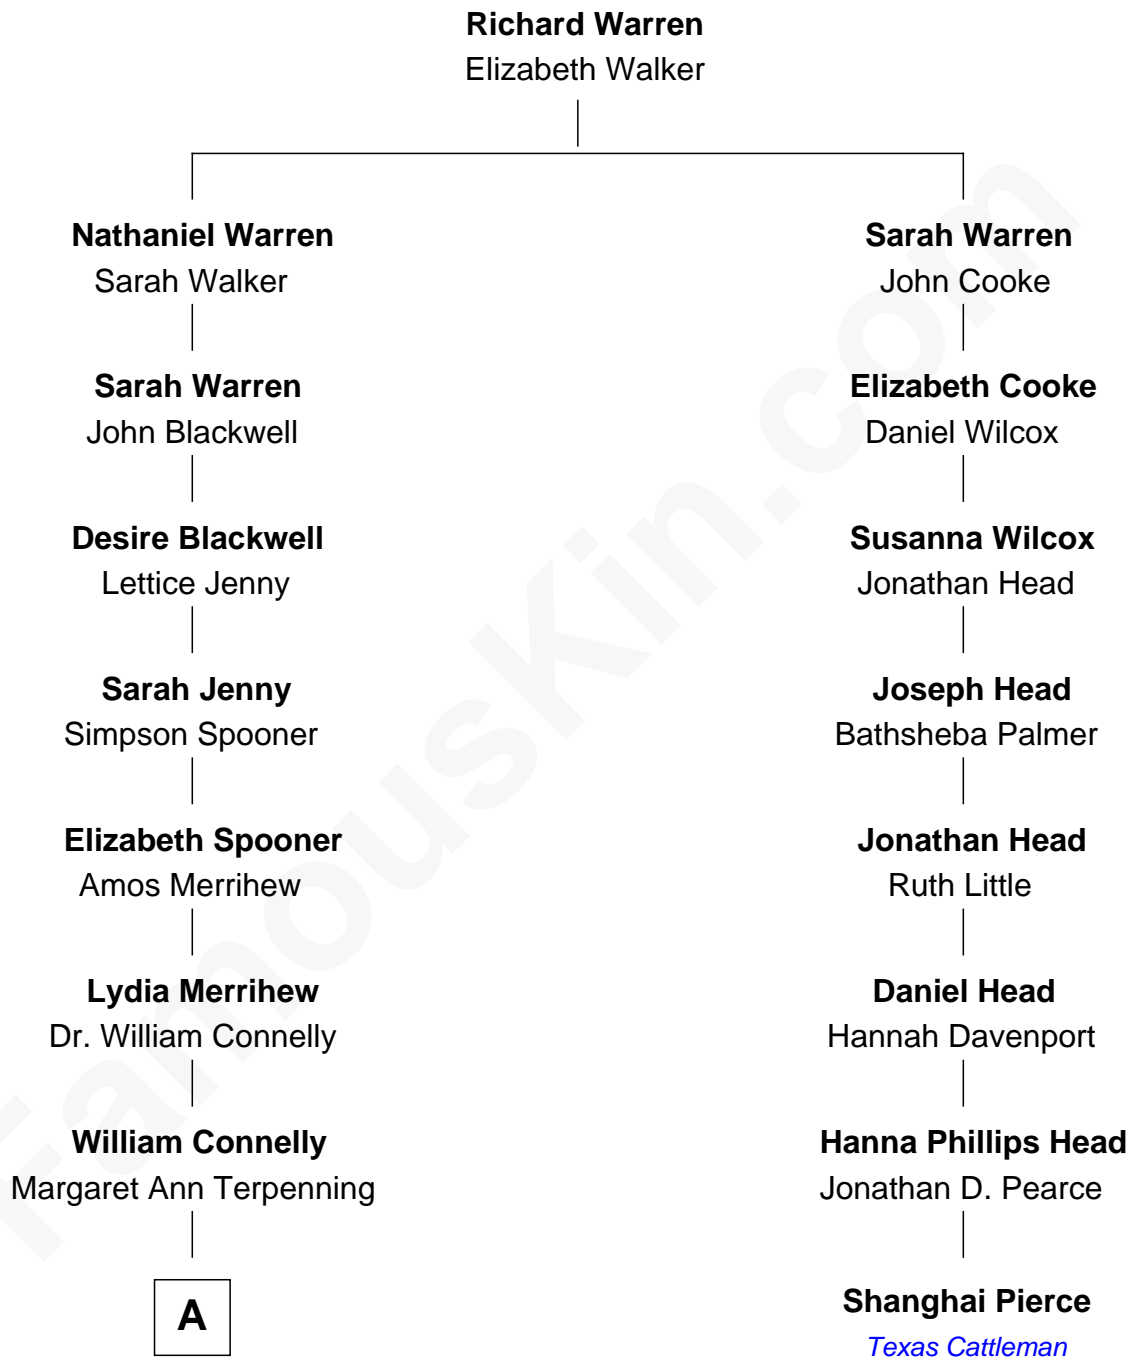 Richard Warren
Elizabeth Walker
Nathaniel Warren
Sarah Walker
Sarah Warren
John Blackwell
Desire Blackwell
Lettice Jenny
Sarah Jenny
Simpson Spooner
Elizabeth Spooner
Amos Merrihew
Lydia Merrihew
Dr. William Connelly
William Connelly
Margaret Ann Terpenning
A
Sarah Warren
John Cooke
Elizabeth Cooke
Daniel Wilcox
Susanna Wilcox
Jonathan Head
Joseph Head
Bathsheba Palmer
Jonathan Head
Ruth Little
Daniel Head
Hannah Davenport
Hanna Phillips Head
Jonathan D. Pearce
Shanghai Pierce
Texas Cattleman
FamousKin.com